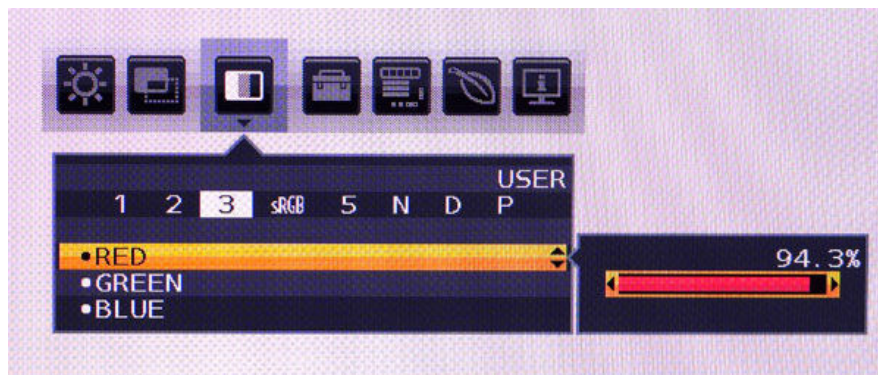 USER
1 2 3 sRGB 5 N D P
•RED
94.3%
•GREEN
•BLUE